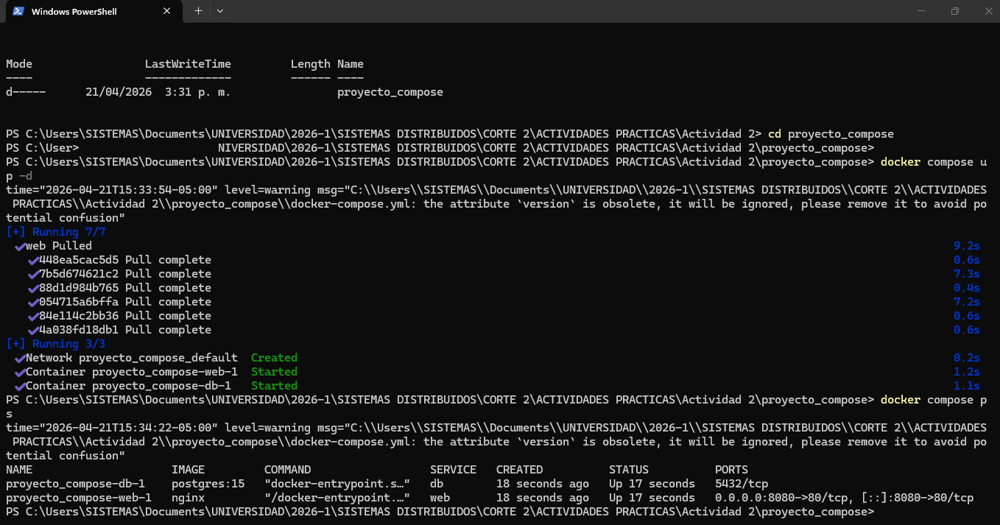 Windows PowerShell
Mode LastWriteTime Length Name
---- ------------- ------ ----
d----- 21/04/2026 3:31 p. m. proyecto_compose
PS C:\Users\SISTEMAS\Documents\UNIVERSIDAD\2026-1\SISTEMAS DISTRIBUIDOS\CORTE 2\ACTIVIDADES PRACTICAS\Actividad 2> cd proyecto_compose
PS C:\User> NIVERSIDAD\2026-1\SISTEMAS DISTRIBUIDOS\CORTE 2\ACTIVIDADES PRACTICAS\Actividad 2\proyecto_compose>
PS C:\Users\SISTEMAS\Documents\UNIVERSIDAD\2026-1\SISTEMAS DISTRIBUIDOS\CORTE 2\ACTIVIDADES PRACTICAS\Actividad 2\proyecto_compose> docker compose u
p -d
time="2026-04-21T15:33:54-05:00" level=warning msg="C:\\Users\\SISTEMAS\\Documents\\UNIVERSIDAD\\2026-1\\SISTEMAS DISTRIBUIDOS\\CORTE 2\\ACTIVIDADES
PRACTICAS\\Actividad 2\\proyecto_compose\\docker-compose.yml: the attribute `version` is obsolete, it will be ignored, please remove it to avoid po
tential confusion"
[+] Running 7/7
✔web Pulled 9.2s
✔448ea5cac5d5 Pull complete 0.6s
✔7b5d674621c2 Pull complete 7.3s
✔88d1d984b765 Pull complete 0.4s
✔054715a6bffa Pull complete 7.2s
✔84e114c2bb36 Pull complete 0.6s
✔4a038fd18db1 Pull complete 0.6s
[+] Running 3/3
✔Network proyecto_compose_default Created 0.2s
✔Container proyecto_compose-web-1 Started 1.2s
✔Container proyecto_compose-db-1 Started 1.1s
PS C:\Users\SISTEMAS\Documents\UNIVERSIDAD\2026-1\SISTEMAS DISTRIBUIDOS\CORTE 2\ACTIVIDADES PRACTICAS\Actividad 2\proyecto_compose> docker compose p
s
time="2026-04-21T15:34:22-05:00" level=warning msg="C:\\Users\\SISTEMAS\\Documents\\UNIVERSIDAD\\2026-1\\SISTEMAS DISTRIBUIDOS\\CORTE 2\\ACTIVIDADES
PRACTICAS\\Actividad 2\\proyecto_compose\\docker-compose.yml: the attribute `version` is obsolete, it will be ignored, please remove it to avoid po
tential confusion"
NAME IMAGE COMMAND SERVICE CREATED STATUS PORTS
proyecto_compose-db-1 postgres:15 "docker-entrypoint.s…" db 18 seconds ago Up 17 seconds 5432/tcp
proyecto_compose-web-1 nginx "/docker-entrypoint.…" web 18 seconds ago Up 17 seconds 0.0.0.0:8080->80/tcp, [::]:8080->80/tcp
PS C:\Users\SISTEMAS\Documents\UNIVERSIDAD\2026-1\SISTEMAS DISTRIBUIDOS\CORTE 2\ACTIVIDADES PRACTICAS\Actividad 2\proyecto_compose>